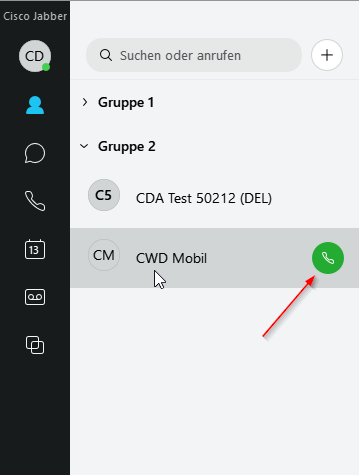 Cisco Jabber
CD
Suchen oder anrufen
Gruppe 1
Gruppe 2
C5
CDA Test 50212 (DEL)
13
CM
CWD Mobil